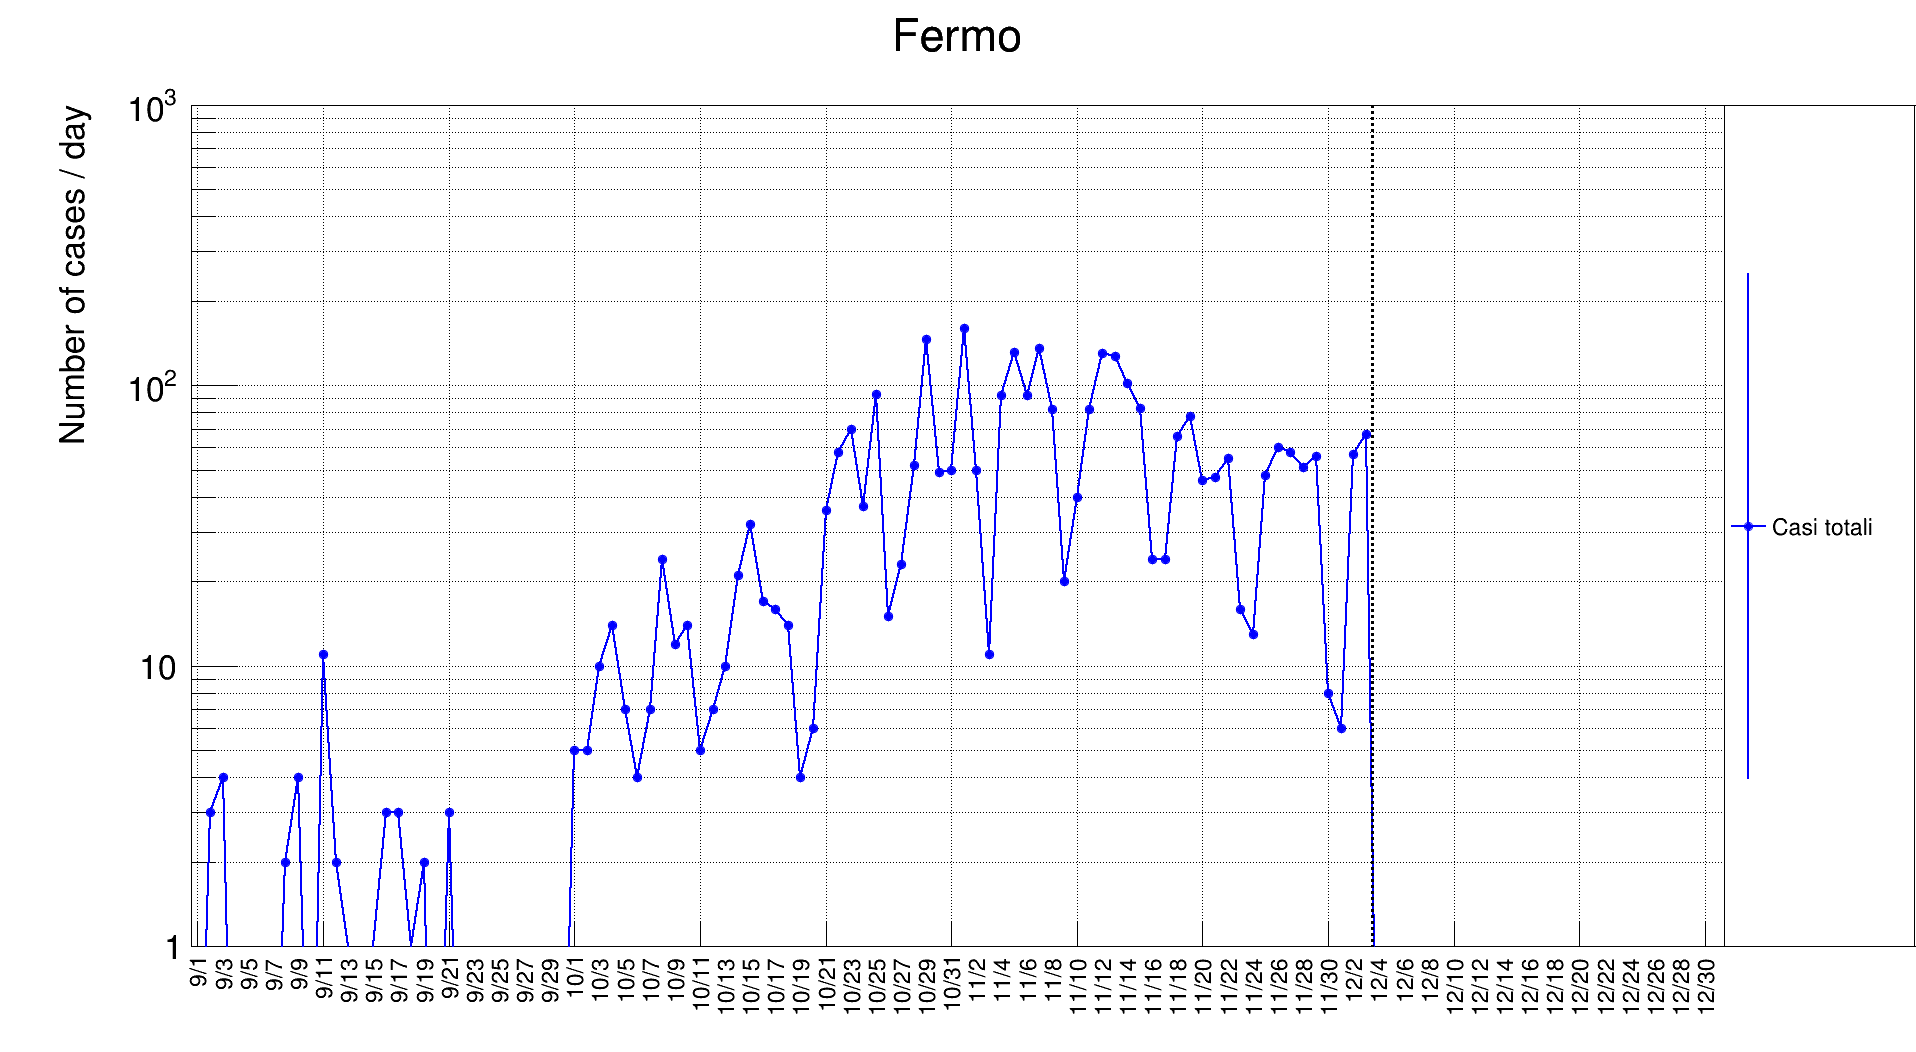 Fermo
Number of cases / day
10³
10²
10
1
9/1 9/3 9/5 9/7 9/9 9/11 9/13 9/15 9/17 9/19 9/21 9/23 9/25 9/27 9/29 10/1 10/3 10/5 10/7 10/9 10/11 10/13 10/15 10/17 10/19 10/21 10/23 10/25 10/27 10/29 10/31 11/2 11/4 11/6 11/8 11/10 11/12 11/14 11/16 11/18 11/20 11/22 11/24 11/26 11/28 11/30 12/2 12/4 12/6 12/8 12/10 12/12 12/14 12/16 12/18 12/20 12/22 12/24 12/26 12/28 12/30
Casi totali